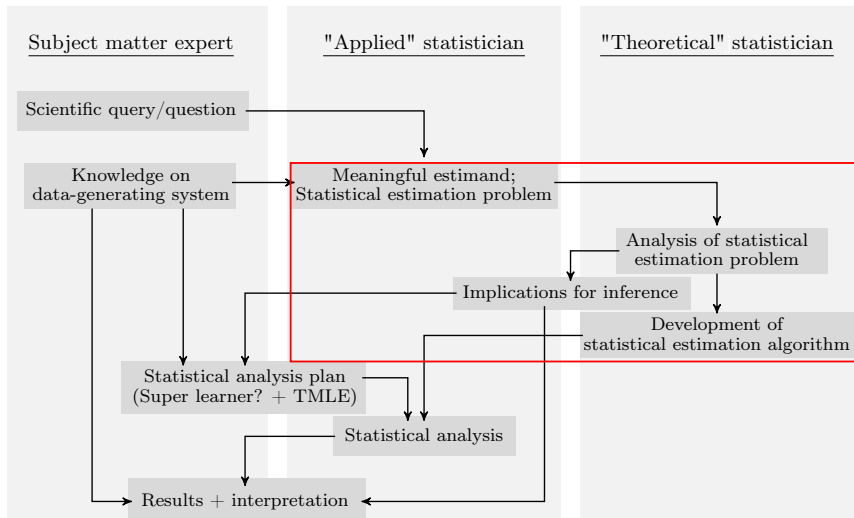 Subject matter expert
"Applied" statistician
"Theoretical" statistician
Scientific query/question
Knowledge on
data-generating system
Meaningful estimand;
Statistical estimation problem
Analysis of statistical
estimation problem
Implications for inference
Development of
statistical estimation algorithm
Statistical analysis plan
(Super learner? + TMLE)
Statistical analysis
Results + interpretation